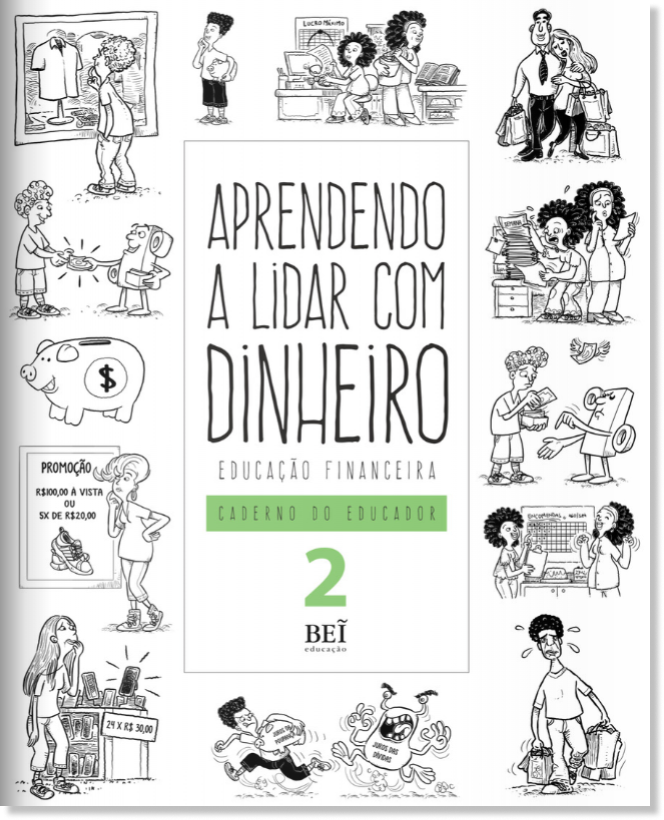 LUCRO MÁXIMO
APRENDENDO
A LIDAR COM
DINHEIRO
EDUCAÇÃO FINANCEIRA
CADERNO DO EDUCADOR
2
BEĨ
educação
$
PROMOÇÃO
R$100,00 À VISTA
OU
5X DE R$20,00
24 X R$ 30,00
JUROS DAS
DÍVIDAS